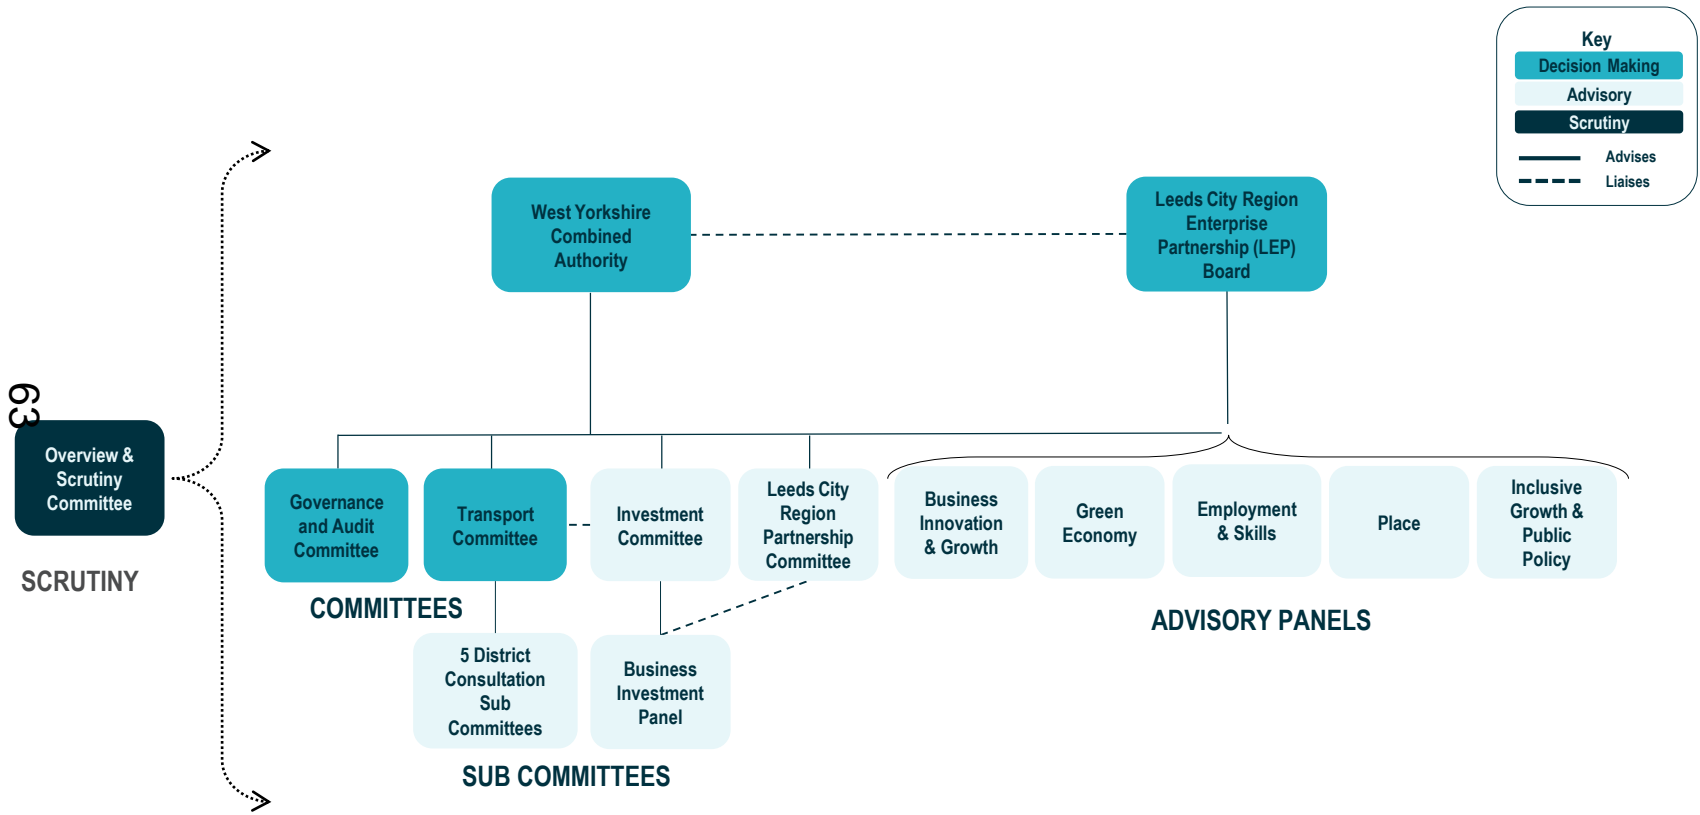 Key
Decision Making
Advisory
Scrutiny
Advises
Liaises
West Yorkshire
Combined
Authority
Leeds City Region
Enterprise
Partnership (LEP)
Board
63
Overview &
Scrutiny
Committee
SCRUTINY
Governance
and Audit
Committee
Transport
Committee
Investment
Committee
Leeds City
Region
Partnership
Committee
Business
Innovation
& Growth
Green
Economy
Employment
& Skills
Place
Inclusive
Growth &
Public
Policy
COMMITTEES
ADVISORY PANELS
5 District
Consultation
Sub
Committees
Business
Investment
Panel
SUB COMMITTEES